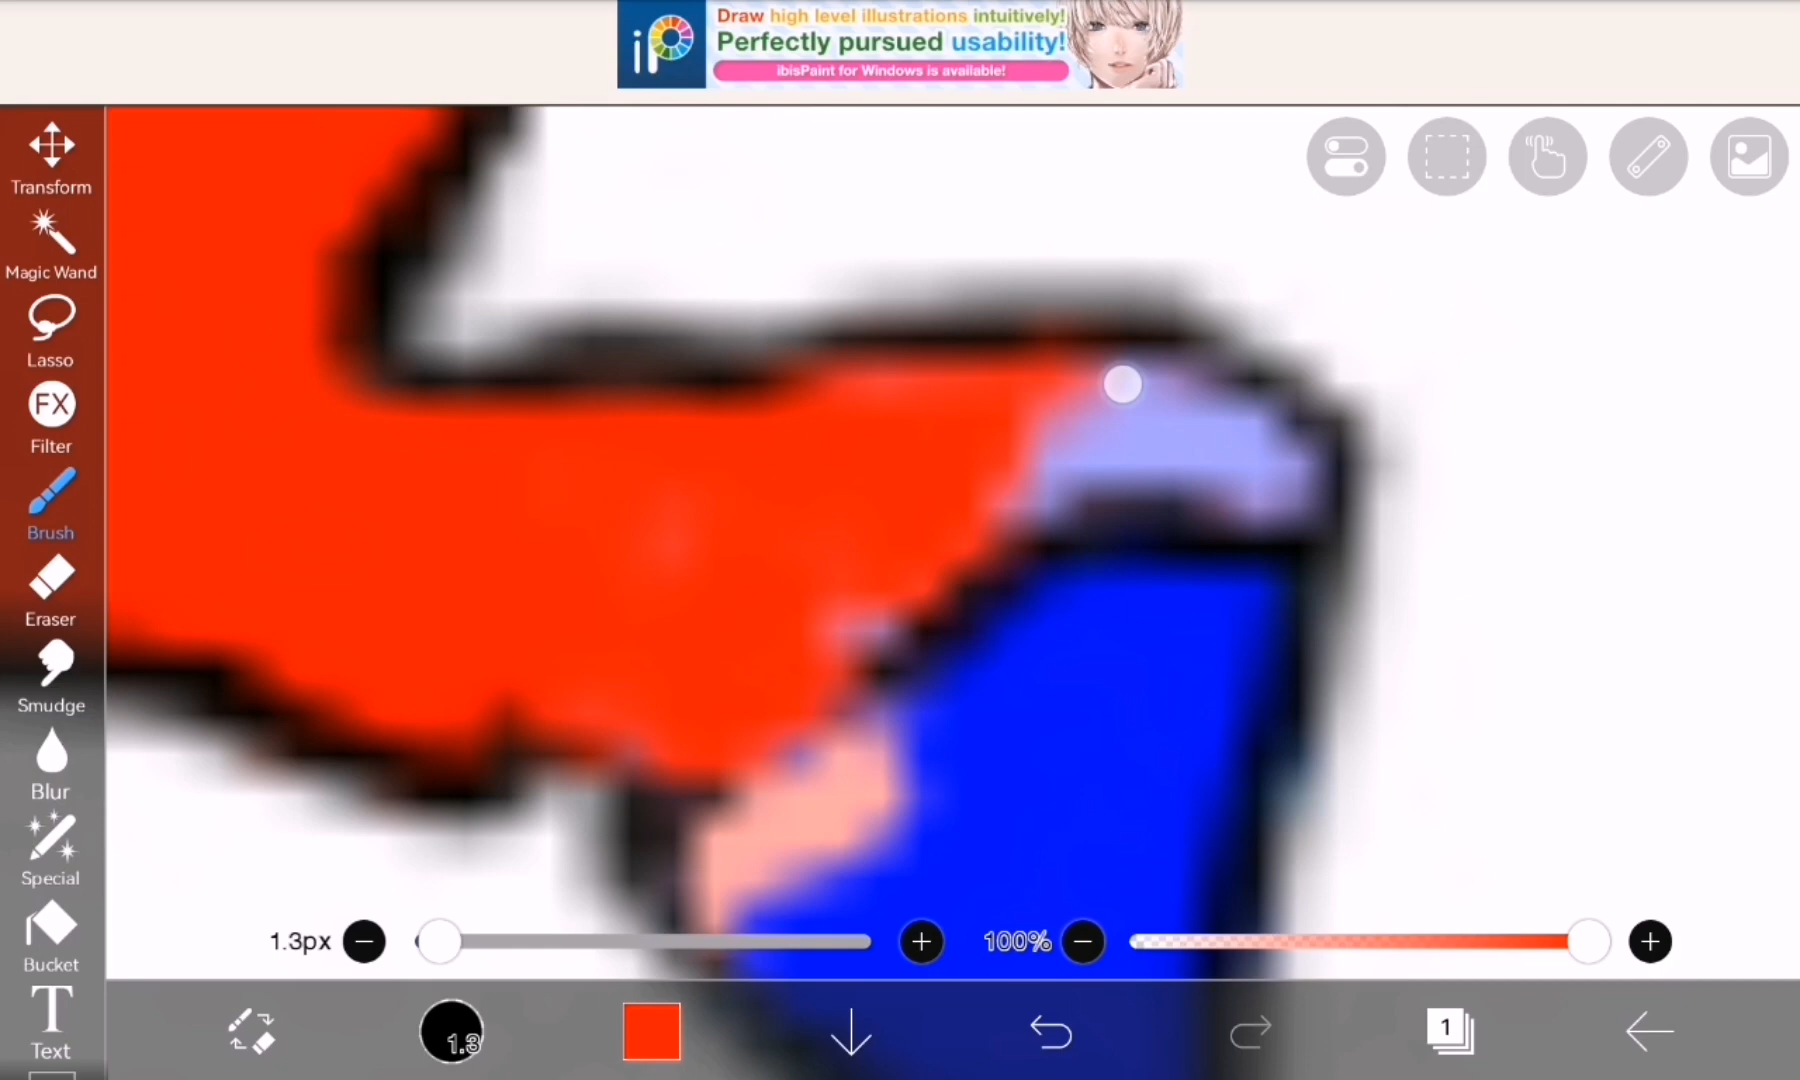 iP
Draw high level illustrations intuitively!
Perfectly pursued usability!
ibisPaint for Windows is available!
Transform
Magic Wand
Lasso
FX
Filter
Brush
Eraser
Smudge
Blur
Special
Bucket
T
Text
1.3px
100%
1.3
1